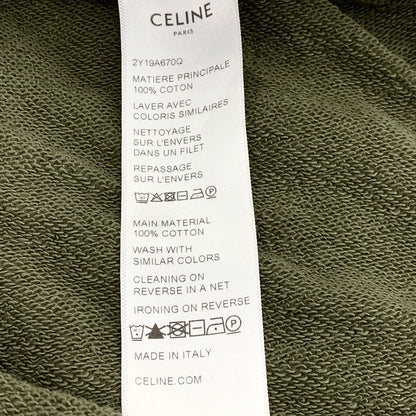 CELINE
PARIS
2Y19A670Q
MATIERE PRINCIPALE
100% COTON
LAVER AVEC
COLORIS SIMILAIRES
NETTOYAGE
SUR L'ENVERS
DANS UN FILET
REPASSAGE
SUR L'ENVERS
MAIN MATERIAL
100% COTTON
WASH WITH
SIMILAR COLORS
CLEANING ON
REVERSE IN A NET
IRONING ON REVERSE
MADE IN ITALY
CELINE.COM